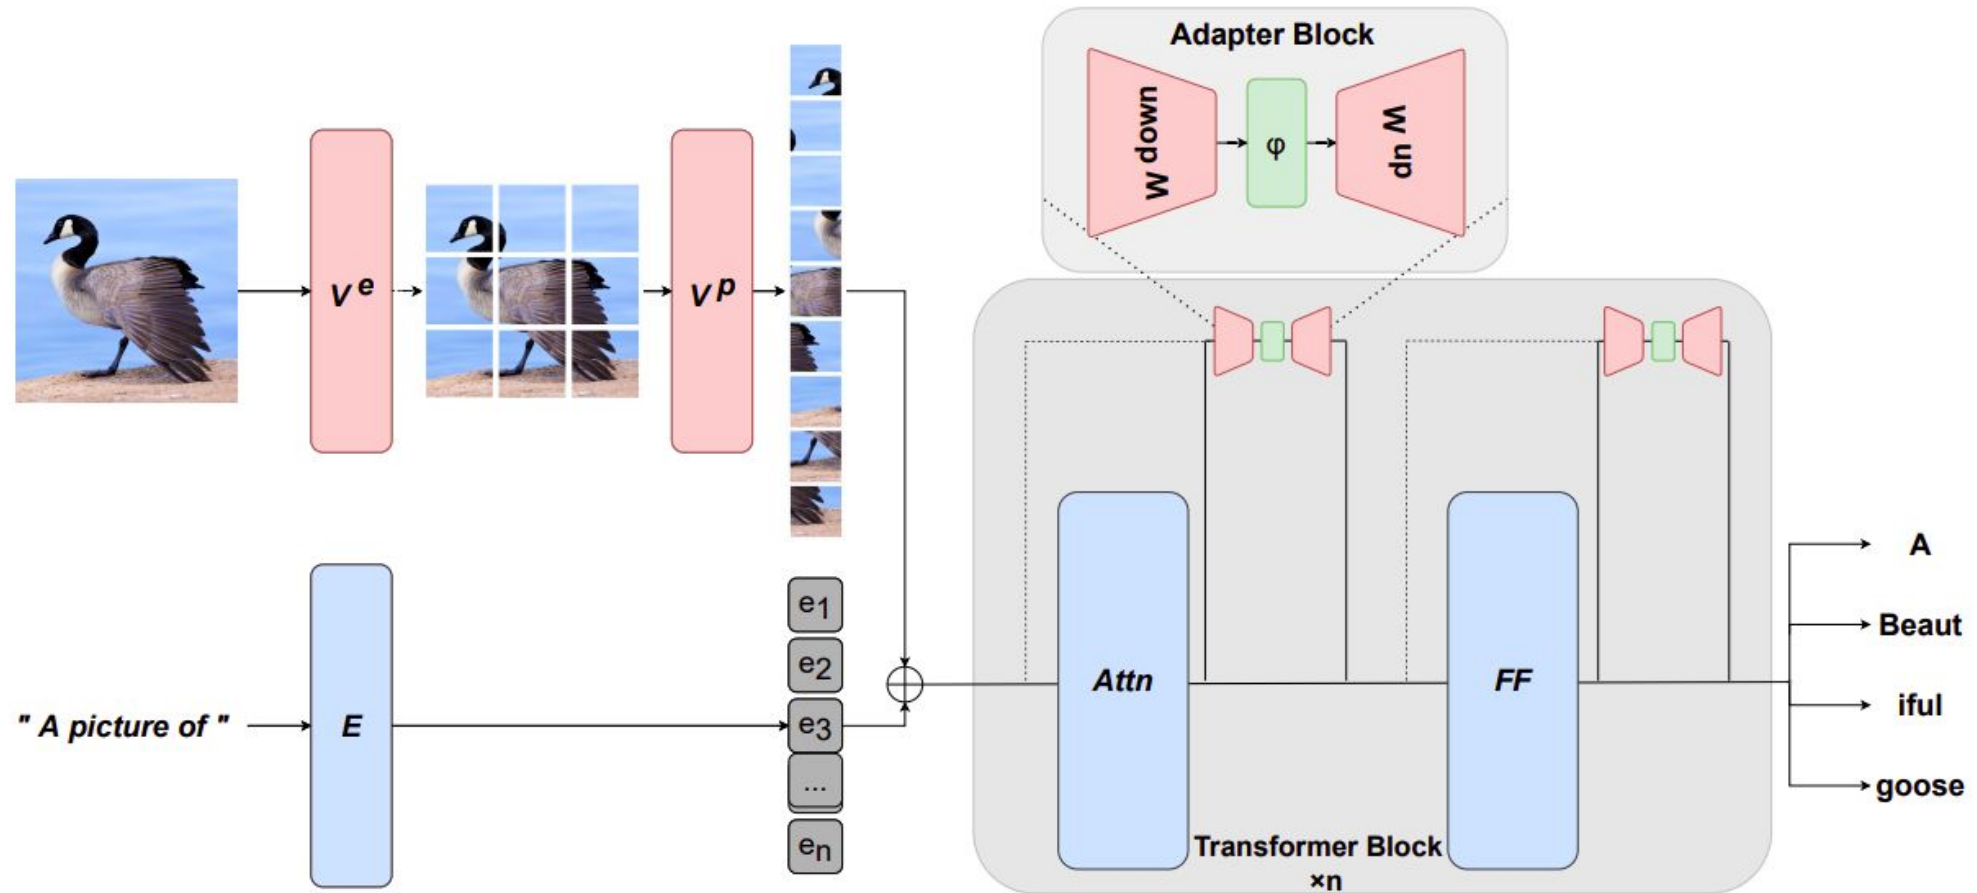 Adapter Block
W down
φ
W up
V e
V p
e1
e2
" A picture of "
E
e3
...
en
Attn
FF
Transformer Block
×n
A
Beaut
iful
goose